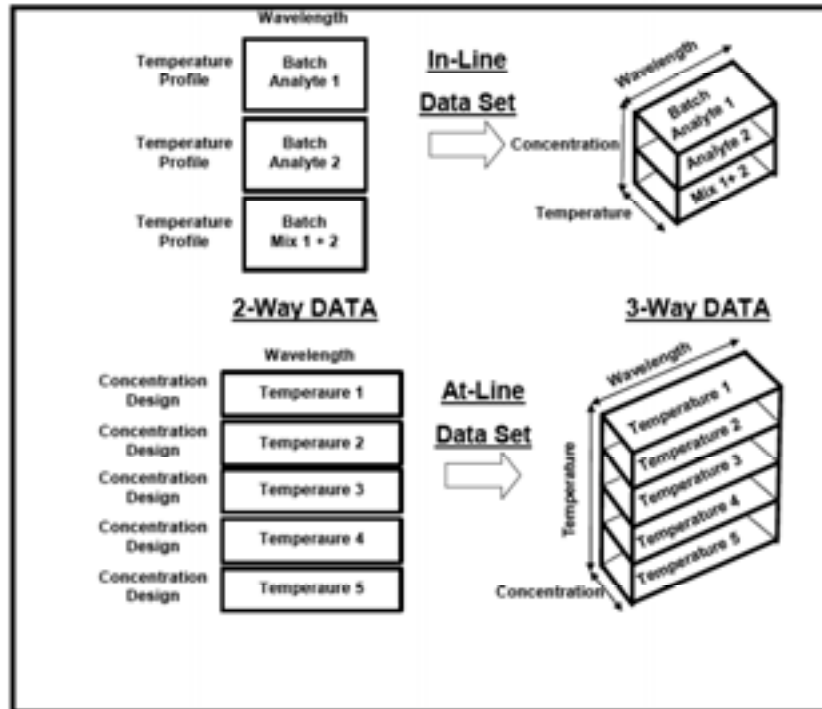 Wavelength
Temperature
Profile
Batch
Analyte 1
Temperature
Profile
Batch
Analyte 2
Temperature
Profile
Batch
Mix 1 + 2
In-Line
Data Set
Wavelength
Concentration
Temperature
Batch
Analyte 1
Analyte 2
Mix 1+ 2
2-Way DATA
3-Way DATA
Wavelength
Concentration
Design
Temperaure 1
Concentration
Design
Temperaure 2
Concentration
Design
Temperaure 3
Concentration
Design
Temperaure 4
Concentration
Design
Temperaure 5
At-Line
Data Set
Wavelength
Temperature
Concentration
Temperature 1
Temperature 2
Temperature 3
Temperature 4
Temperature 5